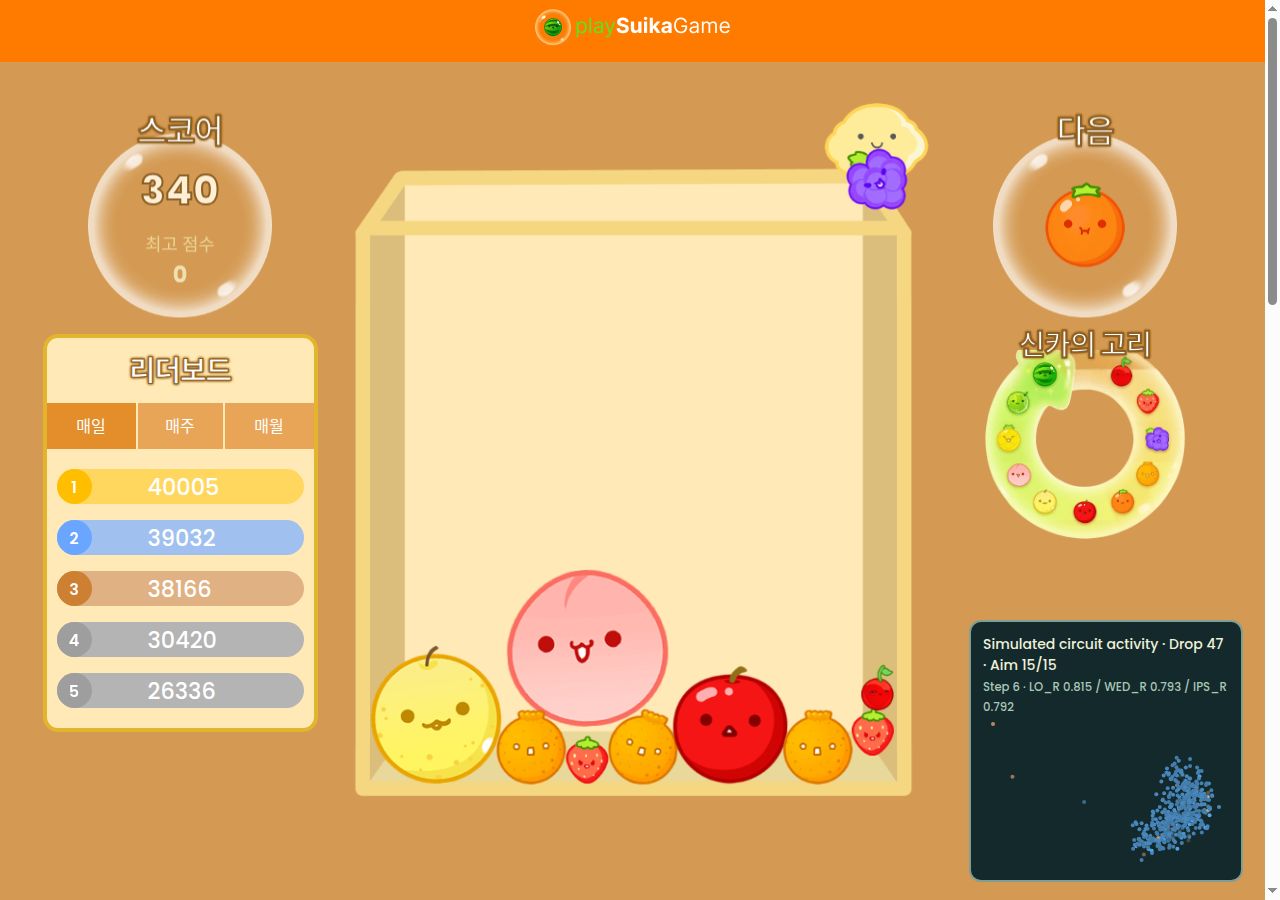 playSuikaGame
스코어
340
최고 점수
0
리더보드
매일 매주 매월
1 40005
2 39032
3 38166
4 30420
5 26336
다음
신카의 고리
Simulated circuit activity · Drop 47
· Aim 15/15
Step 6 · LO_R 0.815 / WED_R 0.793 / IPS_R
0.792